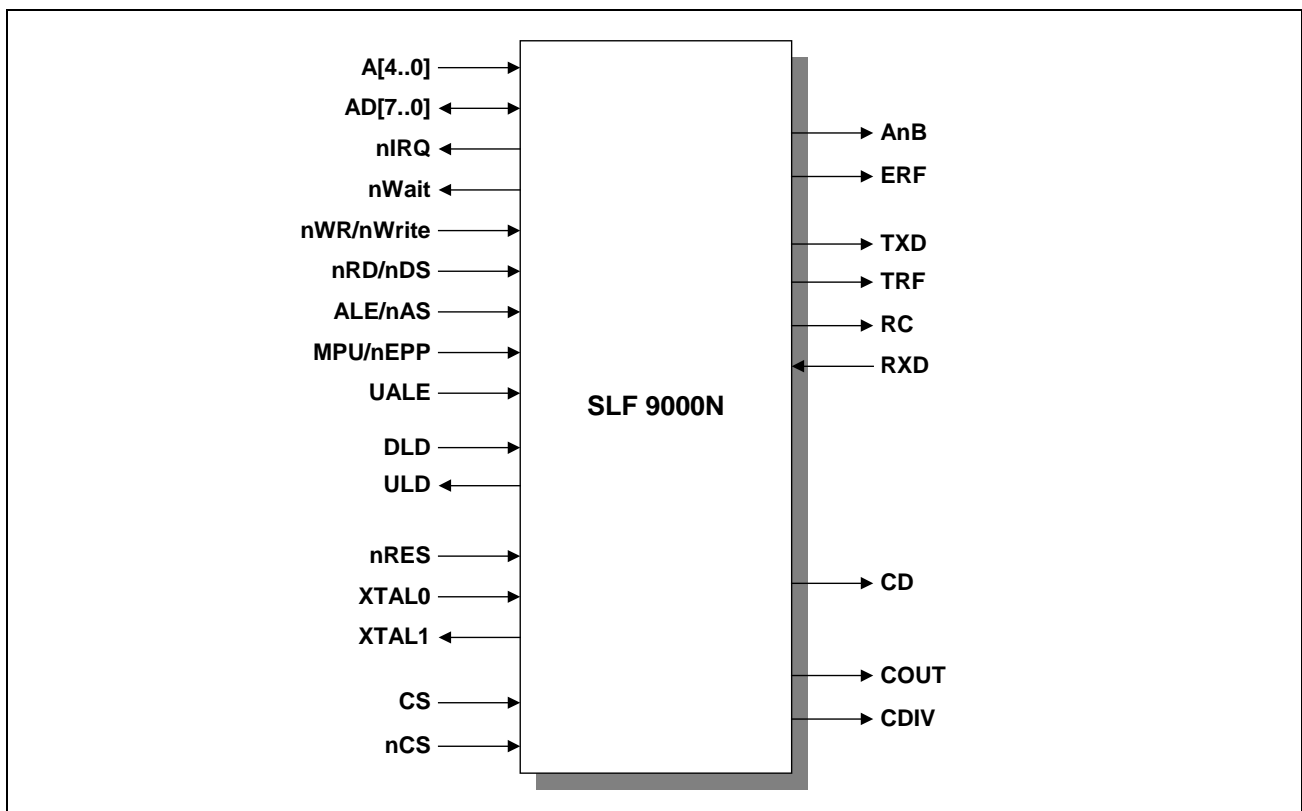 A[4..0]
AD[7..0]
nIRQ
nWait
nWR/nWrite
nRD/nDS
ALE/nAS
MPU/nEPP
UALE
DLD
ULD
nRES
XTAL0
XTAL1
CS
nCS
SLF 9000N
AnB
ERF
TXD
TRF
RC
RXD
CD
COUT
CDIV